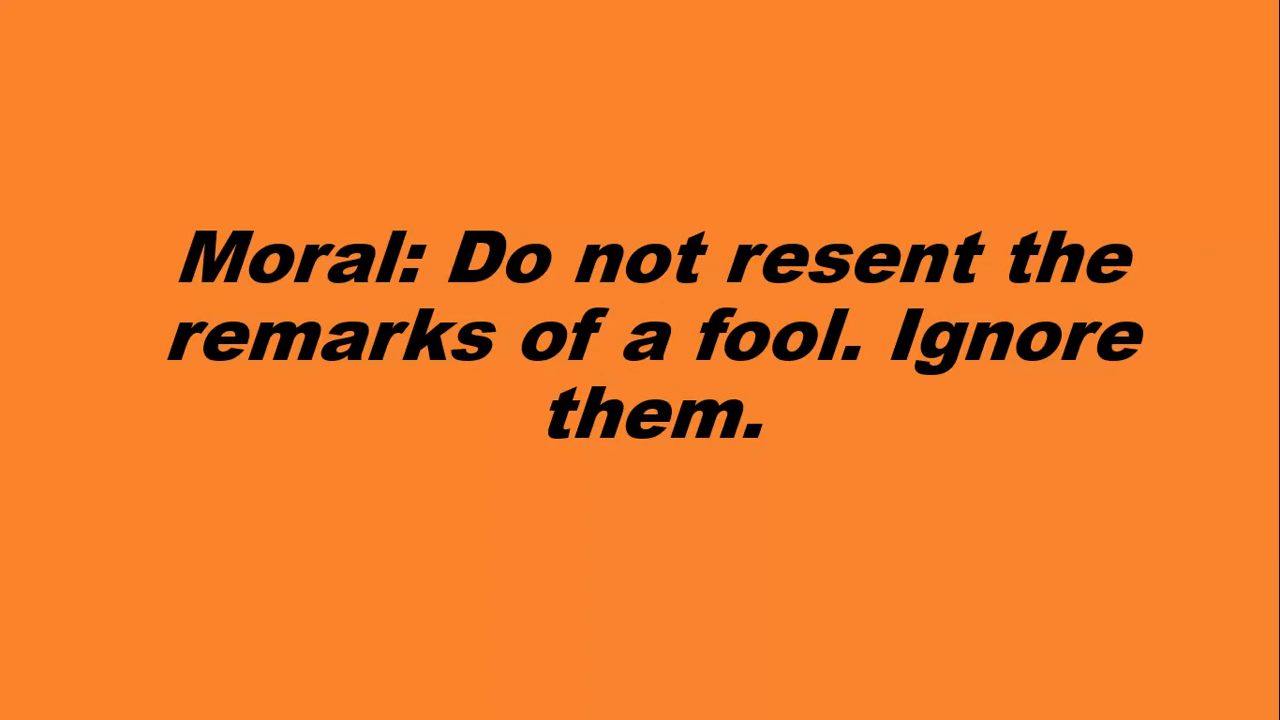 Moral: Do not resent the
remarks of a fool. Ignore
them.